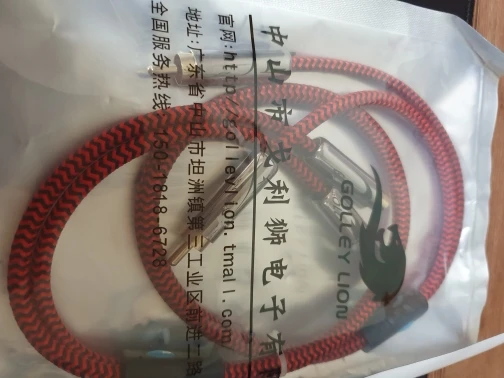 中山市戈利狮电子有
官网:http/golleylion.tmall.com
地址:广东省中山市坦洲镇第三工业区前进二路
全国服务热线:150-1818-6728
GOLLEY LION